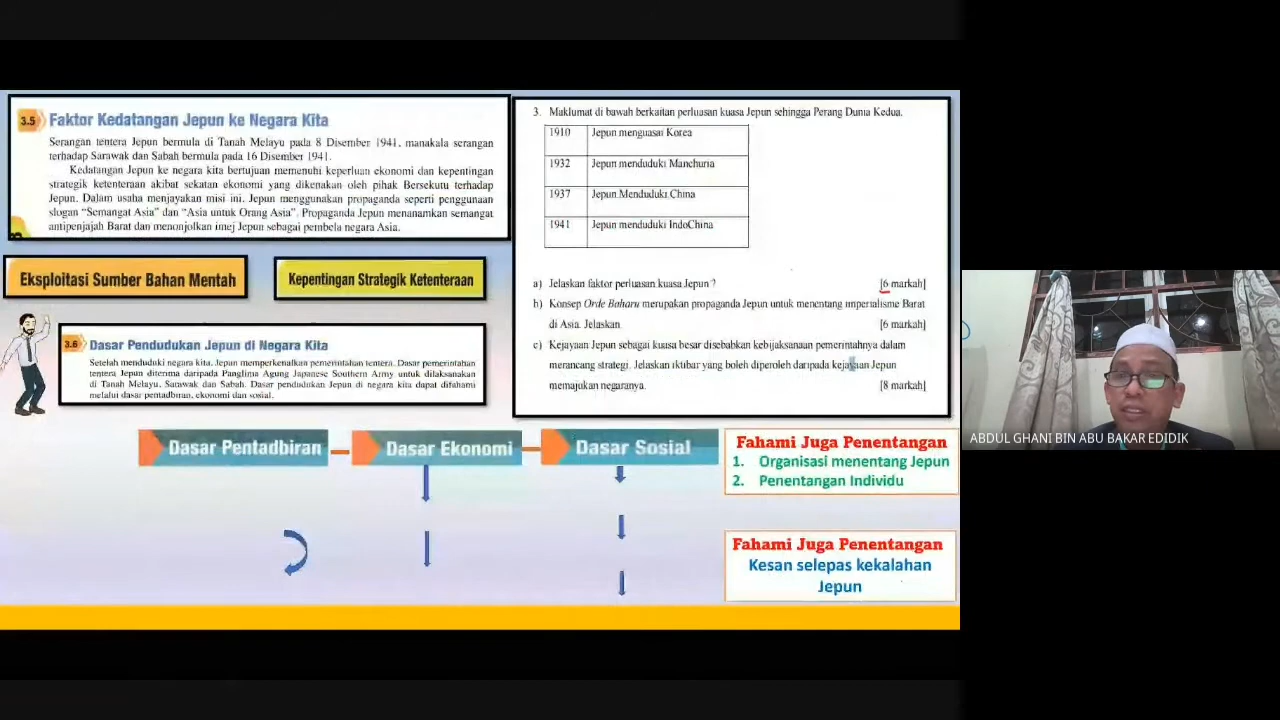 3.5 Faktor Kedatangan Jepun ke Negara Kita
Serangan tentera Jepun bermula di Tanah Melayu pada 8 Disember 1941, manakala serangan
terhadap Sarawak dan Sabah bermula pada 16 Disember 1941.
Kedatangan Jepun ke negara kita bertujuan memenuhi keperluan ekonomi dan kepentingan
strategik ketenteraan akibat sekatan ekonomi yang dikenakan oleh pihak Bersekutu terhadap
Jepun. Dalam usaha menjayakan misi ini, Jepun menggunakan propaganda seperti penggunaan
slogan "Semangat Asia" dan "Asia untuk Orang Asia". Propaganda Jepun menanamkan semangat
antipenjajah Barat dan menonjolkan imej Jepun sebagai pembela negara Asia.
Eksploitasi Sumber Bahan Mentah
Kepentingan Strategik Ketenteraan
3.6 Dasar Pendudukan Jepun di Negara Kita
Setelah menduduki negara kita, Jepun memperkenalkan pemerintahan tentera. Dasar pemerintahan
tentera Jepun diterima daripada Panglima Agung Japanese Southern Army untuk dilaksanakan
di Tanah Melayu, Sarawak dan Sabah. Dasar pendudukan Jepun di negara kita dapat difahami
melalui dasar pentadbiran, ekonomi dan sosial.
3. Maklumat di bawah berkaitan perluasan kuasa Jepun sehingga Perang Dunia Kedua.
1910 Jepun menguasai Korea
1932 Jepun menduduki Manchuria
1937 Jepun Menduduki China
1941 Jepun menduduki IndoChina
a) Jelaskan faktor perluasan kuasa Jepun? [6 markah]
b) Konsep Orde Baharu merupakan propaganda Jepun untuk menentang imperialisme Barat
di Asia. Jelaskan [6 markah]
c) Kejayaan Jepun sebagai kuasa besar disebabkan kebijaksanaan pemerintahnya dalam
merancang strategi. Jelaskan iktibar yang boleh diperoleh daripada kejayaan Jepun
memajukan negaranya. [8 markah]
Dasar Pentadbiran
Dasar Ekonomi
Dasar Sosial
Fahami Juga Penentangan
1. Organisasi menentang Jepun
2. Penentangan Individu
Fahami Juga Penentangan
Kesan selepas kekalahan
Jepun
ABDUL GHANI BIN ABU BAKAR EDIDIK